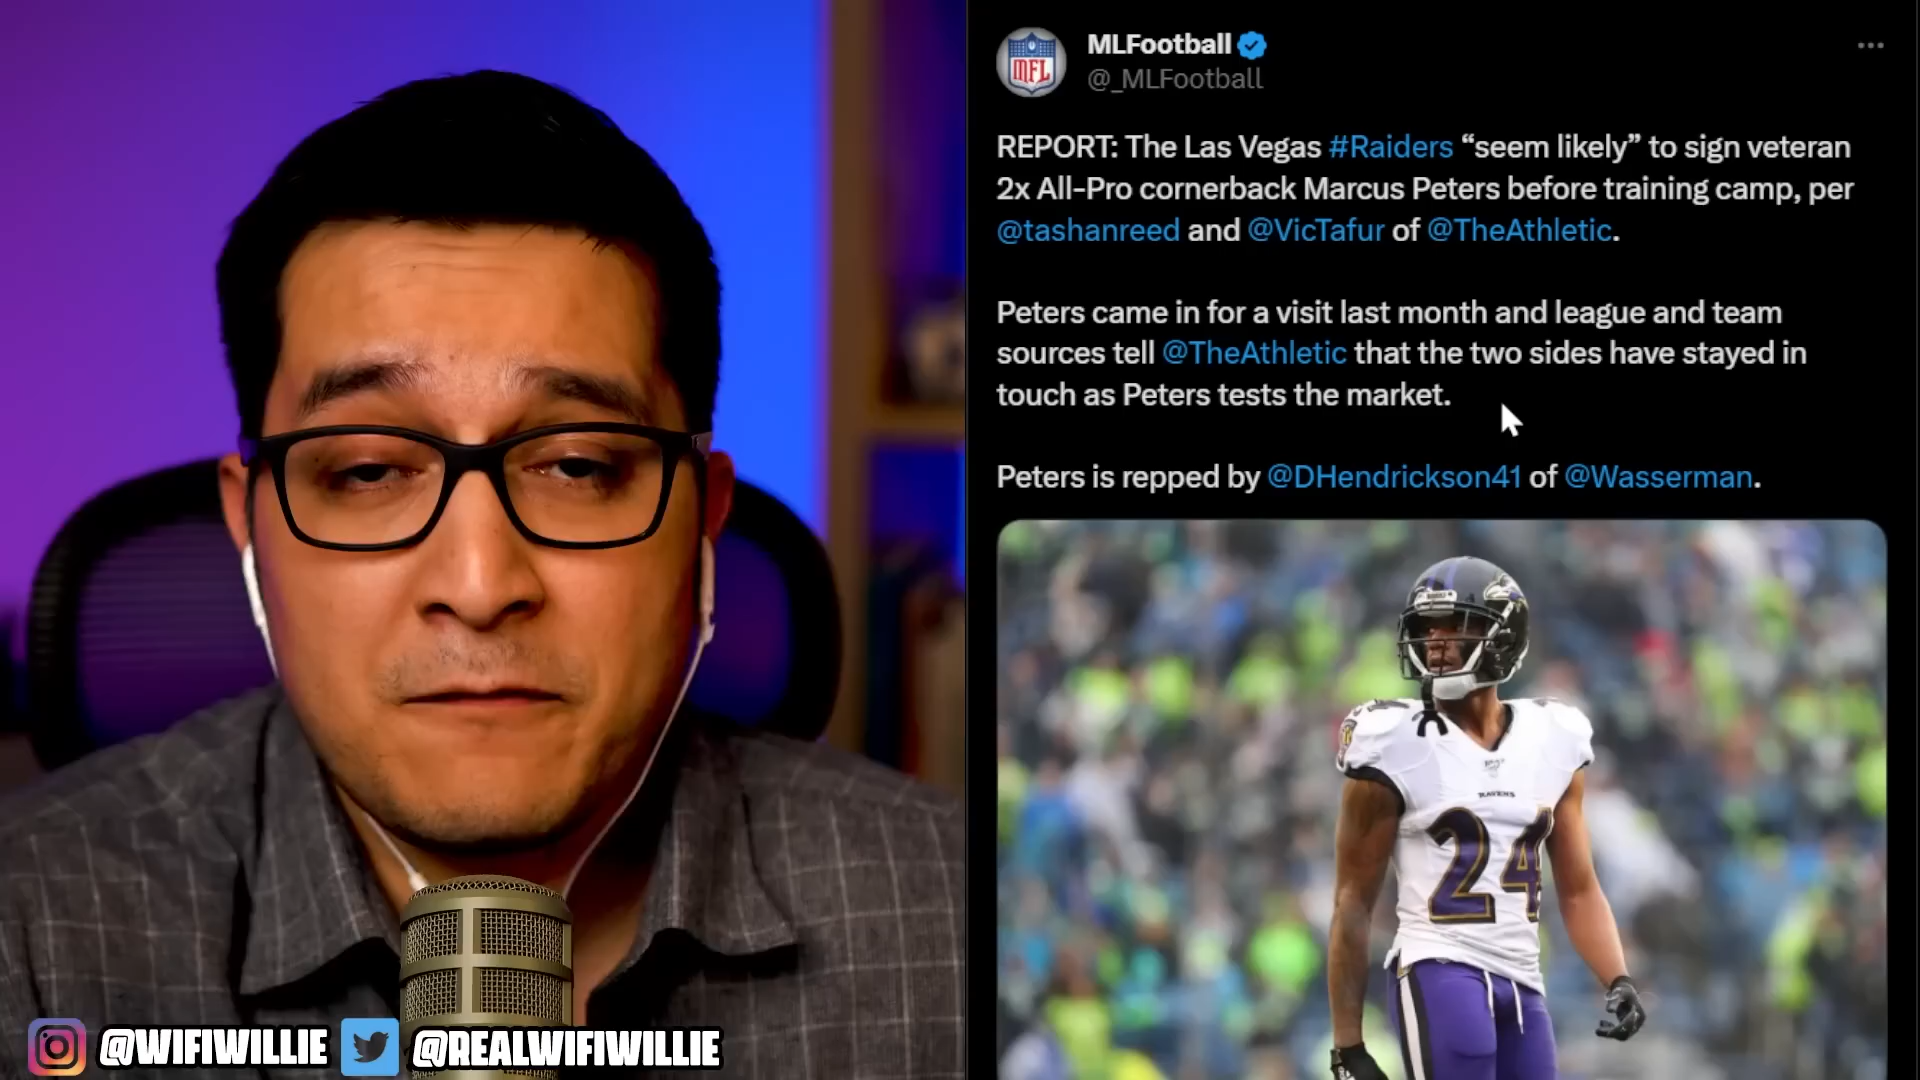 MLFootball
@_MLFootball
MFL
REPORT: The Las Vegas #Raiders “seem likely” to sign veteran
2x All-Pro cornerback Marcus Peters before training camp, per
@tashanreed and @VicTafur of @TheAthletic.
Peters came in for a visit last month and league and team
sources tell @TheAthletic that the two sides have stayed in
touch as Peters tests the market.
Peters is repped by @DHendrickson41 of @Wasserman.
RAVENS
24
@WIFIWILLIE
@REALWIFIWILLIE